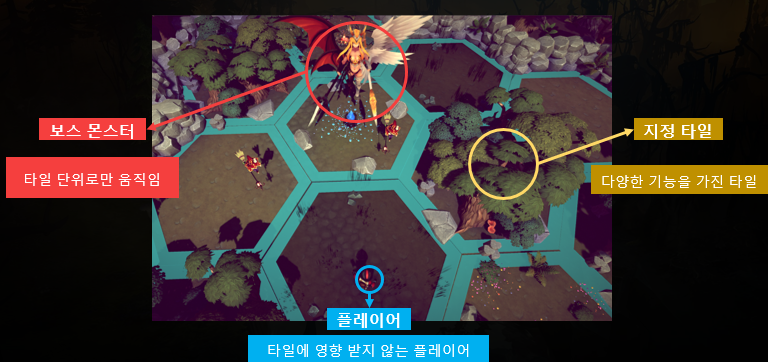 보스 몬스터
타일 단위로만 움직임
지정 타일
다양한 기능을 가진 타일
플레이어
타일에 영향 받지 않는 플레이어